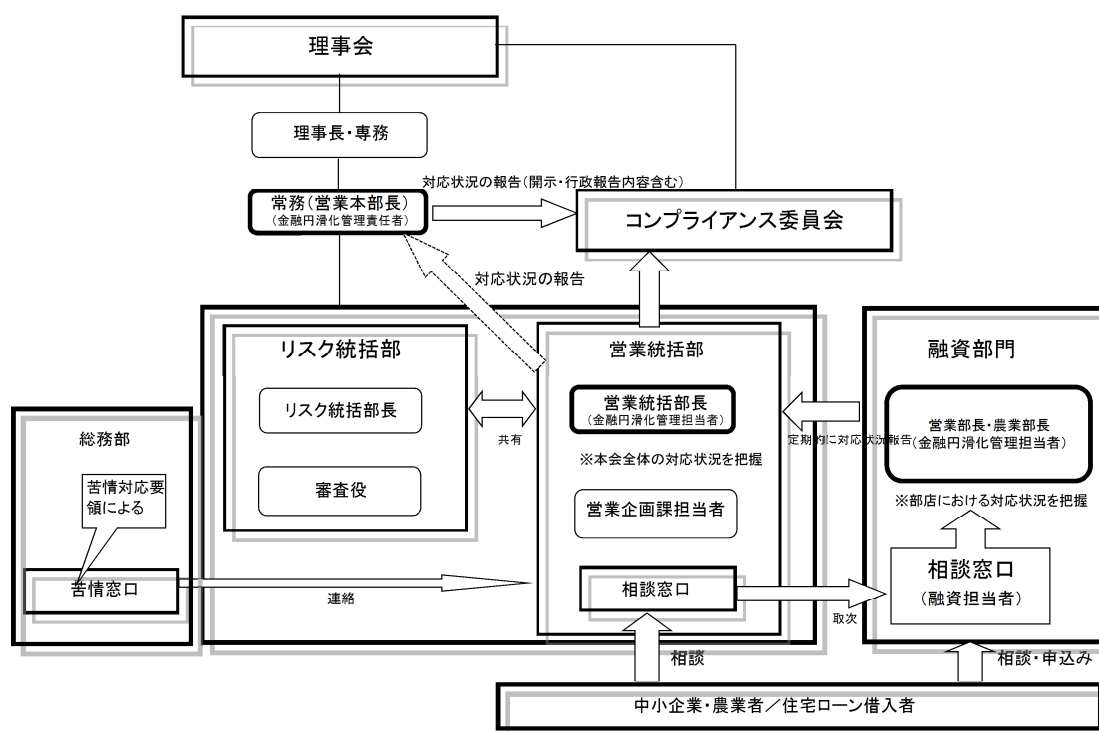 理事会
理事長・専務
対応状況の報告(開示・行政報告内容含む)
常務(営業本部長)
(金融円滑化管理責任者)
コンプライアンス委員会
対応状況の報告
リスク統括部
リスク統括部長
審査役
共有
営業統括部
営業統括部長
(金融円滑化管理担当者)
※本会全体の対応状況を把握
営業企画課担当者
相談窓口
定期的に対応状況報告
融資部門
営業部長・農業部長
(金融円滑化管理担当者)
※部店における対応状況を把握
相談窓口
(融資担当者)
総務部
苦情対応要
領による
苦情窓口
連絡
取次
相談
相談・申込み
中小企業・農業者/住宅ローン借入者